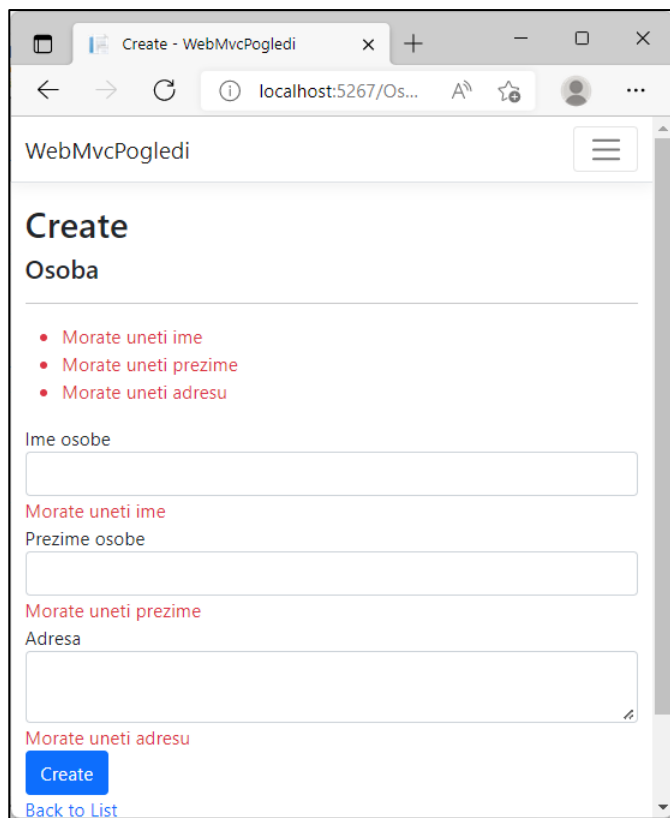 Create - WebMvcPogledi
localhost:5267/Os...
WebMvcPogledi
Create
Osoba
Morate uneti ime
Morate uneti prezime
Morate uneti adresu
Ime osobe
Morate uneti ime
Prezime osobe
Morate uneti prezime
Adresa
Morate uneti adresu
Create
Back to List